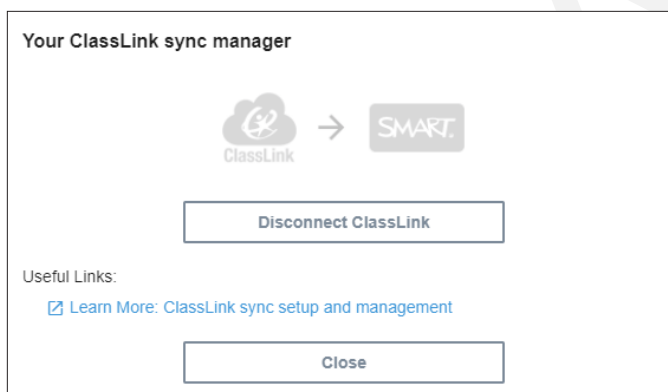 Your ClassLink sync manager
SMART.
ClassLink
Disconnect ClassLink
Useful Links:
Learn More: ClassLink sync setup and management
Close